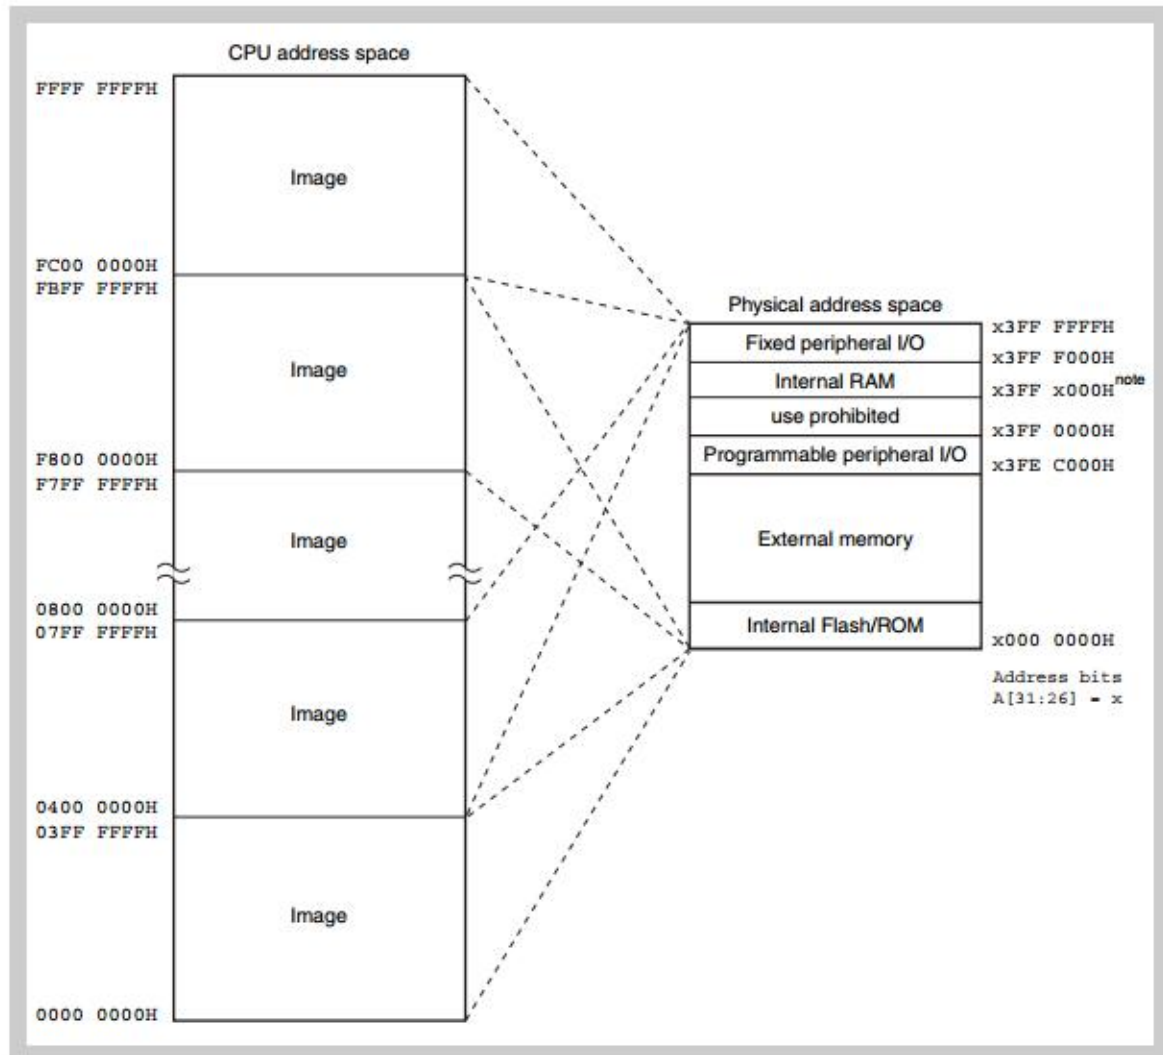 CPU address space
FFFF FFFFH
Image
FC00 0000H
FBFF FFFFH
Image
F800 0000H
F7FF FFFFH
Image
0800 0000H
07FF FFFFH
Image
0400 0000H
03FF FFFFH
Image
0000 0000H
Physical address space
x3FF FFFFH
Fixed peripheral I/O
x3FF F000H
Internal RAM
x3FF x000H note
use prohibited
x3FF 0000H
Programmable peripheral I/O
x3FE C000H
External memory
Internal Flash/ROM
x000 0000H
Address bits
A[31:26] = x